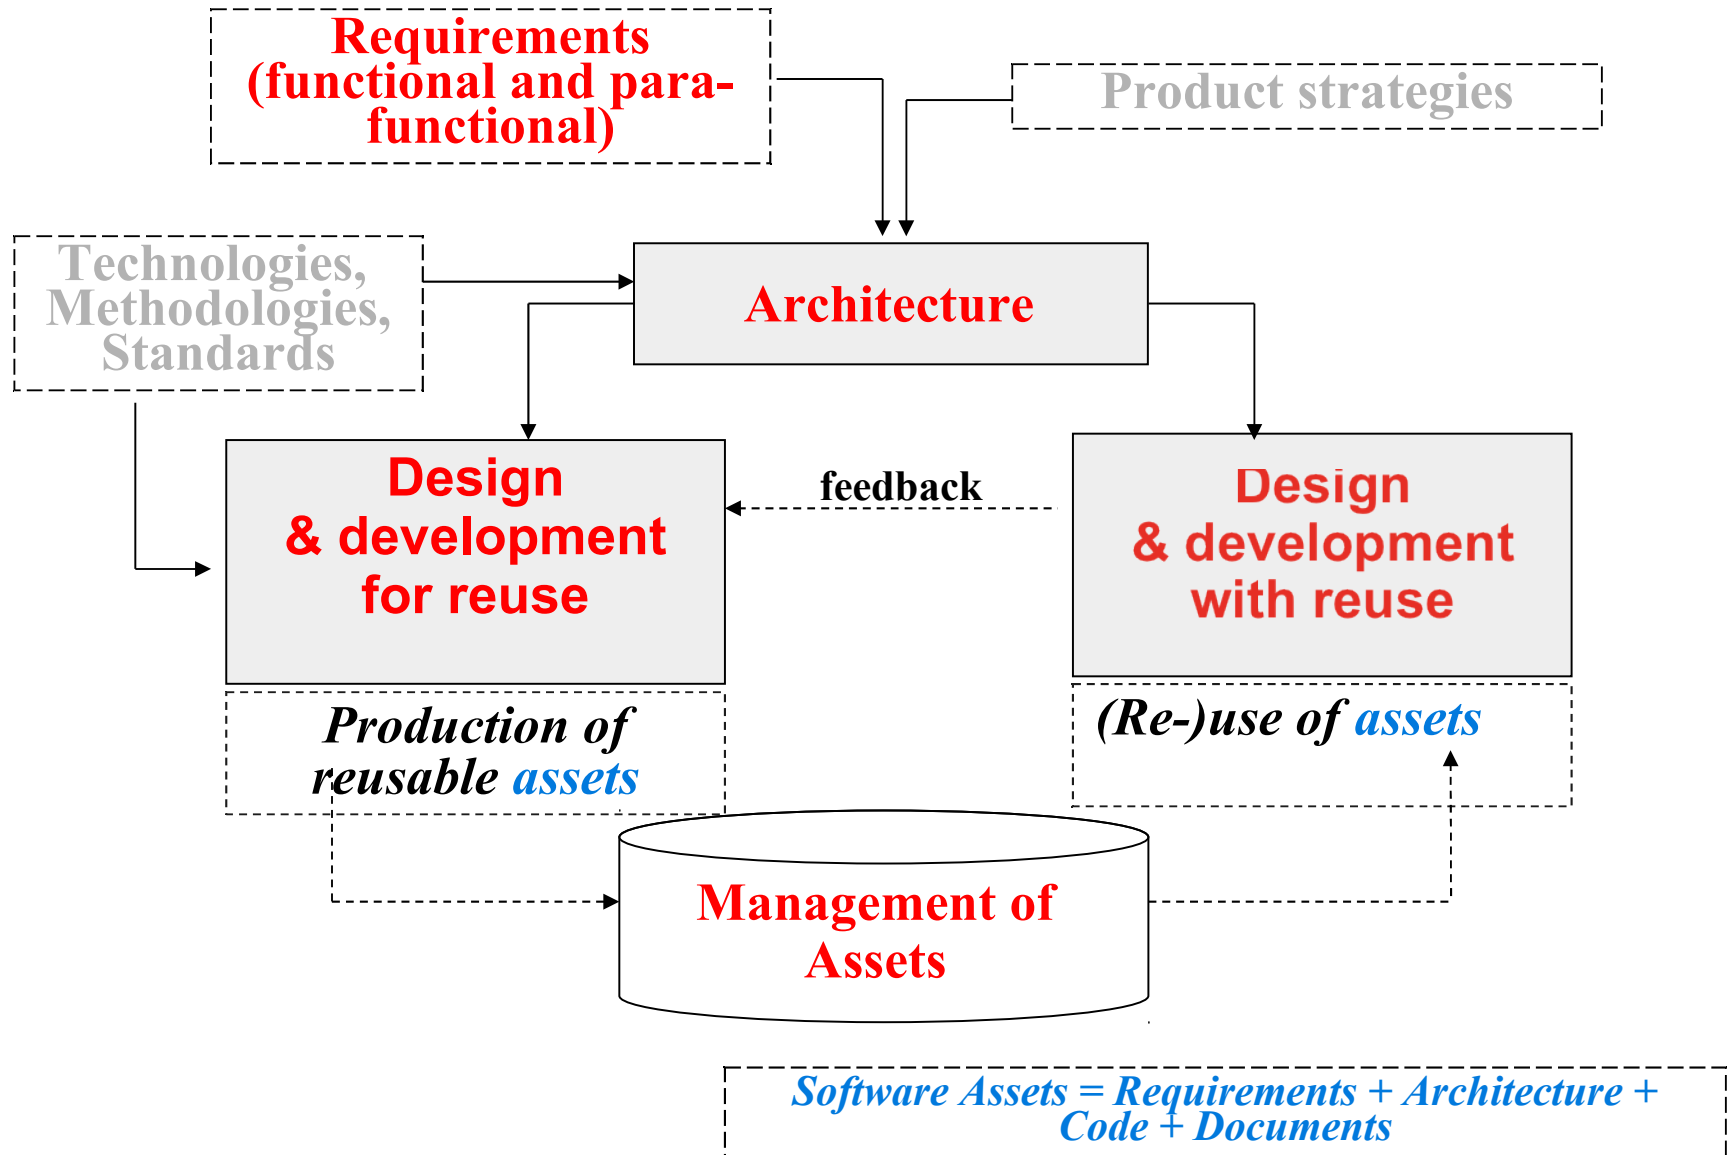 Requirements
(functional and para-
functional)
Product strategies
Technologies,
Methodologies,
Standards
Architecture
Design
& development
for reuse
feedback
Design
& development
with reuse
Production of
reusable assets
(Re-)use of assets
Management of
Assets
Software Assets = Requirements + Architecture +
Code + Documents